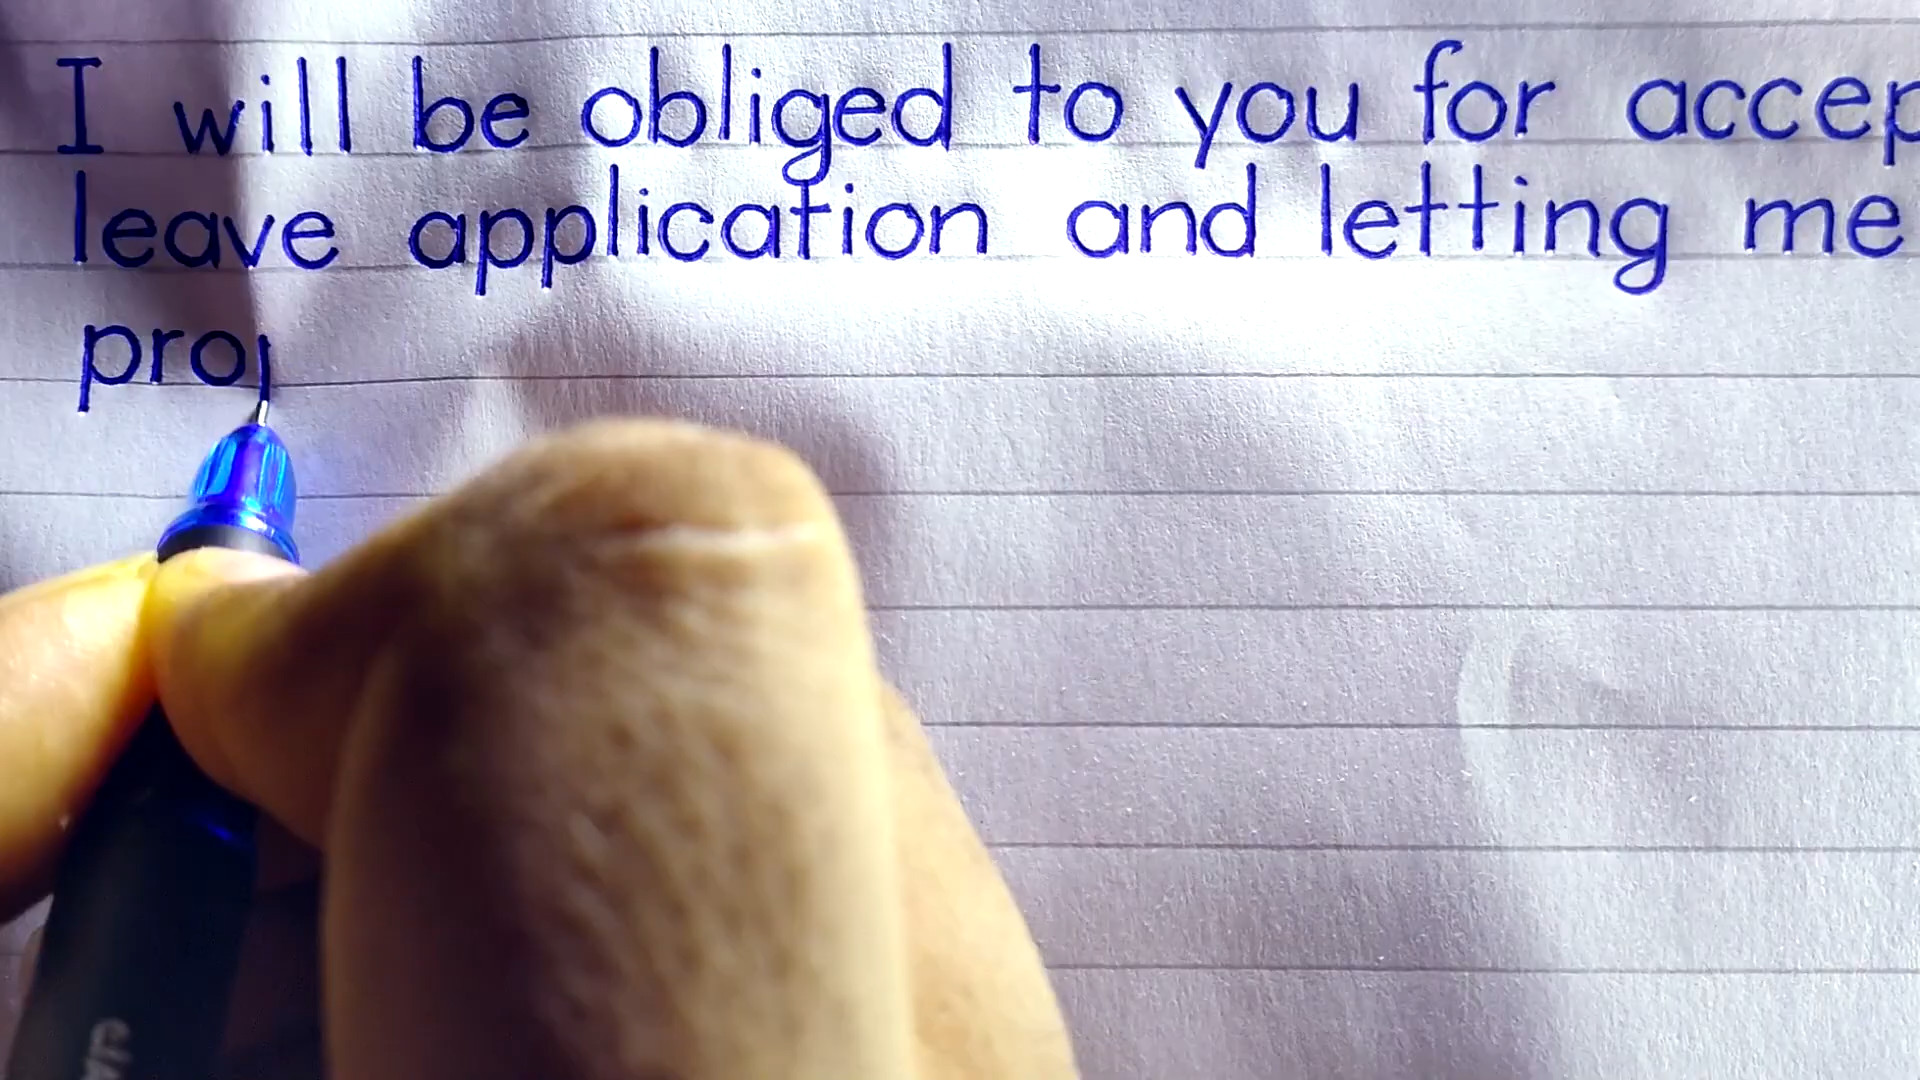 I will be obliged to you for accep
leave application and letting me
pro